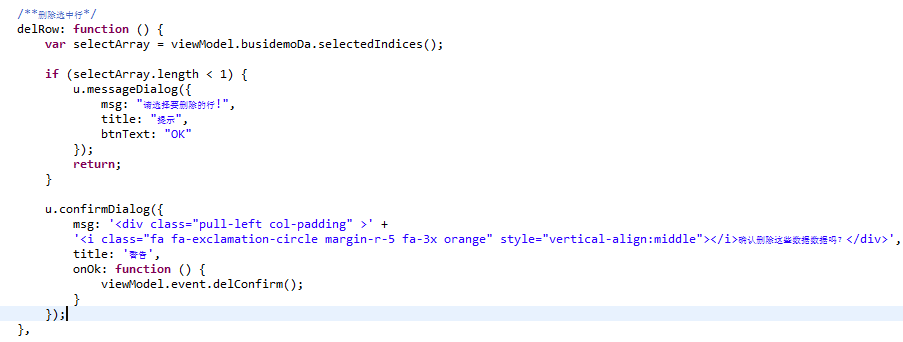 /**删除选中行*/
delRow: function () {
    var selectArray = viewModel.busidemoDa.selectedIndices();

    if (selectArray.length < 1) {
        u.messageDialog({
            msg: "请选择要删除的行!",
            title: "提示",
            btnText: "OK"
        });
        return;
    }

    u.confirmDialog({
        msg: '<div class="pull-left col-padding" >' +
        '<i class="fa fa-exclamation-circle margin-r-5 fa-3x orange" style="vertical-align:middle"></i>确认删除这些数据数据吗？</div>',
        title: '警告',
        onOk: function () {
            viewModel.event.delConfirm();
        }
    });
},